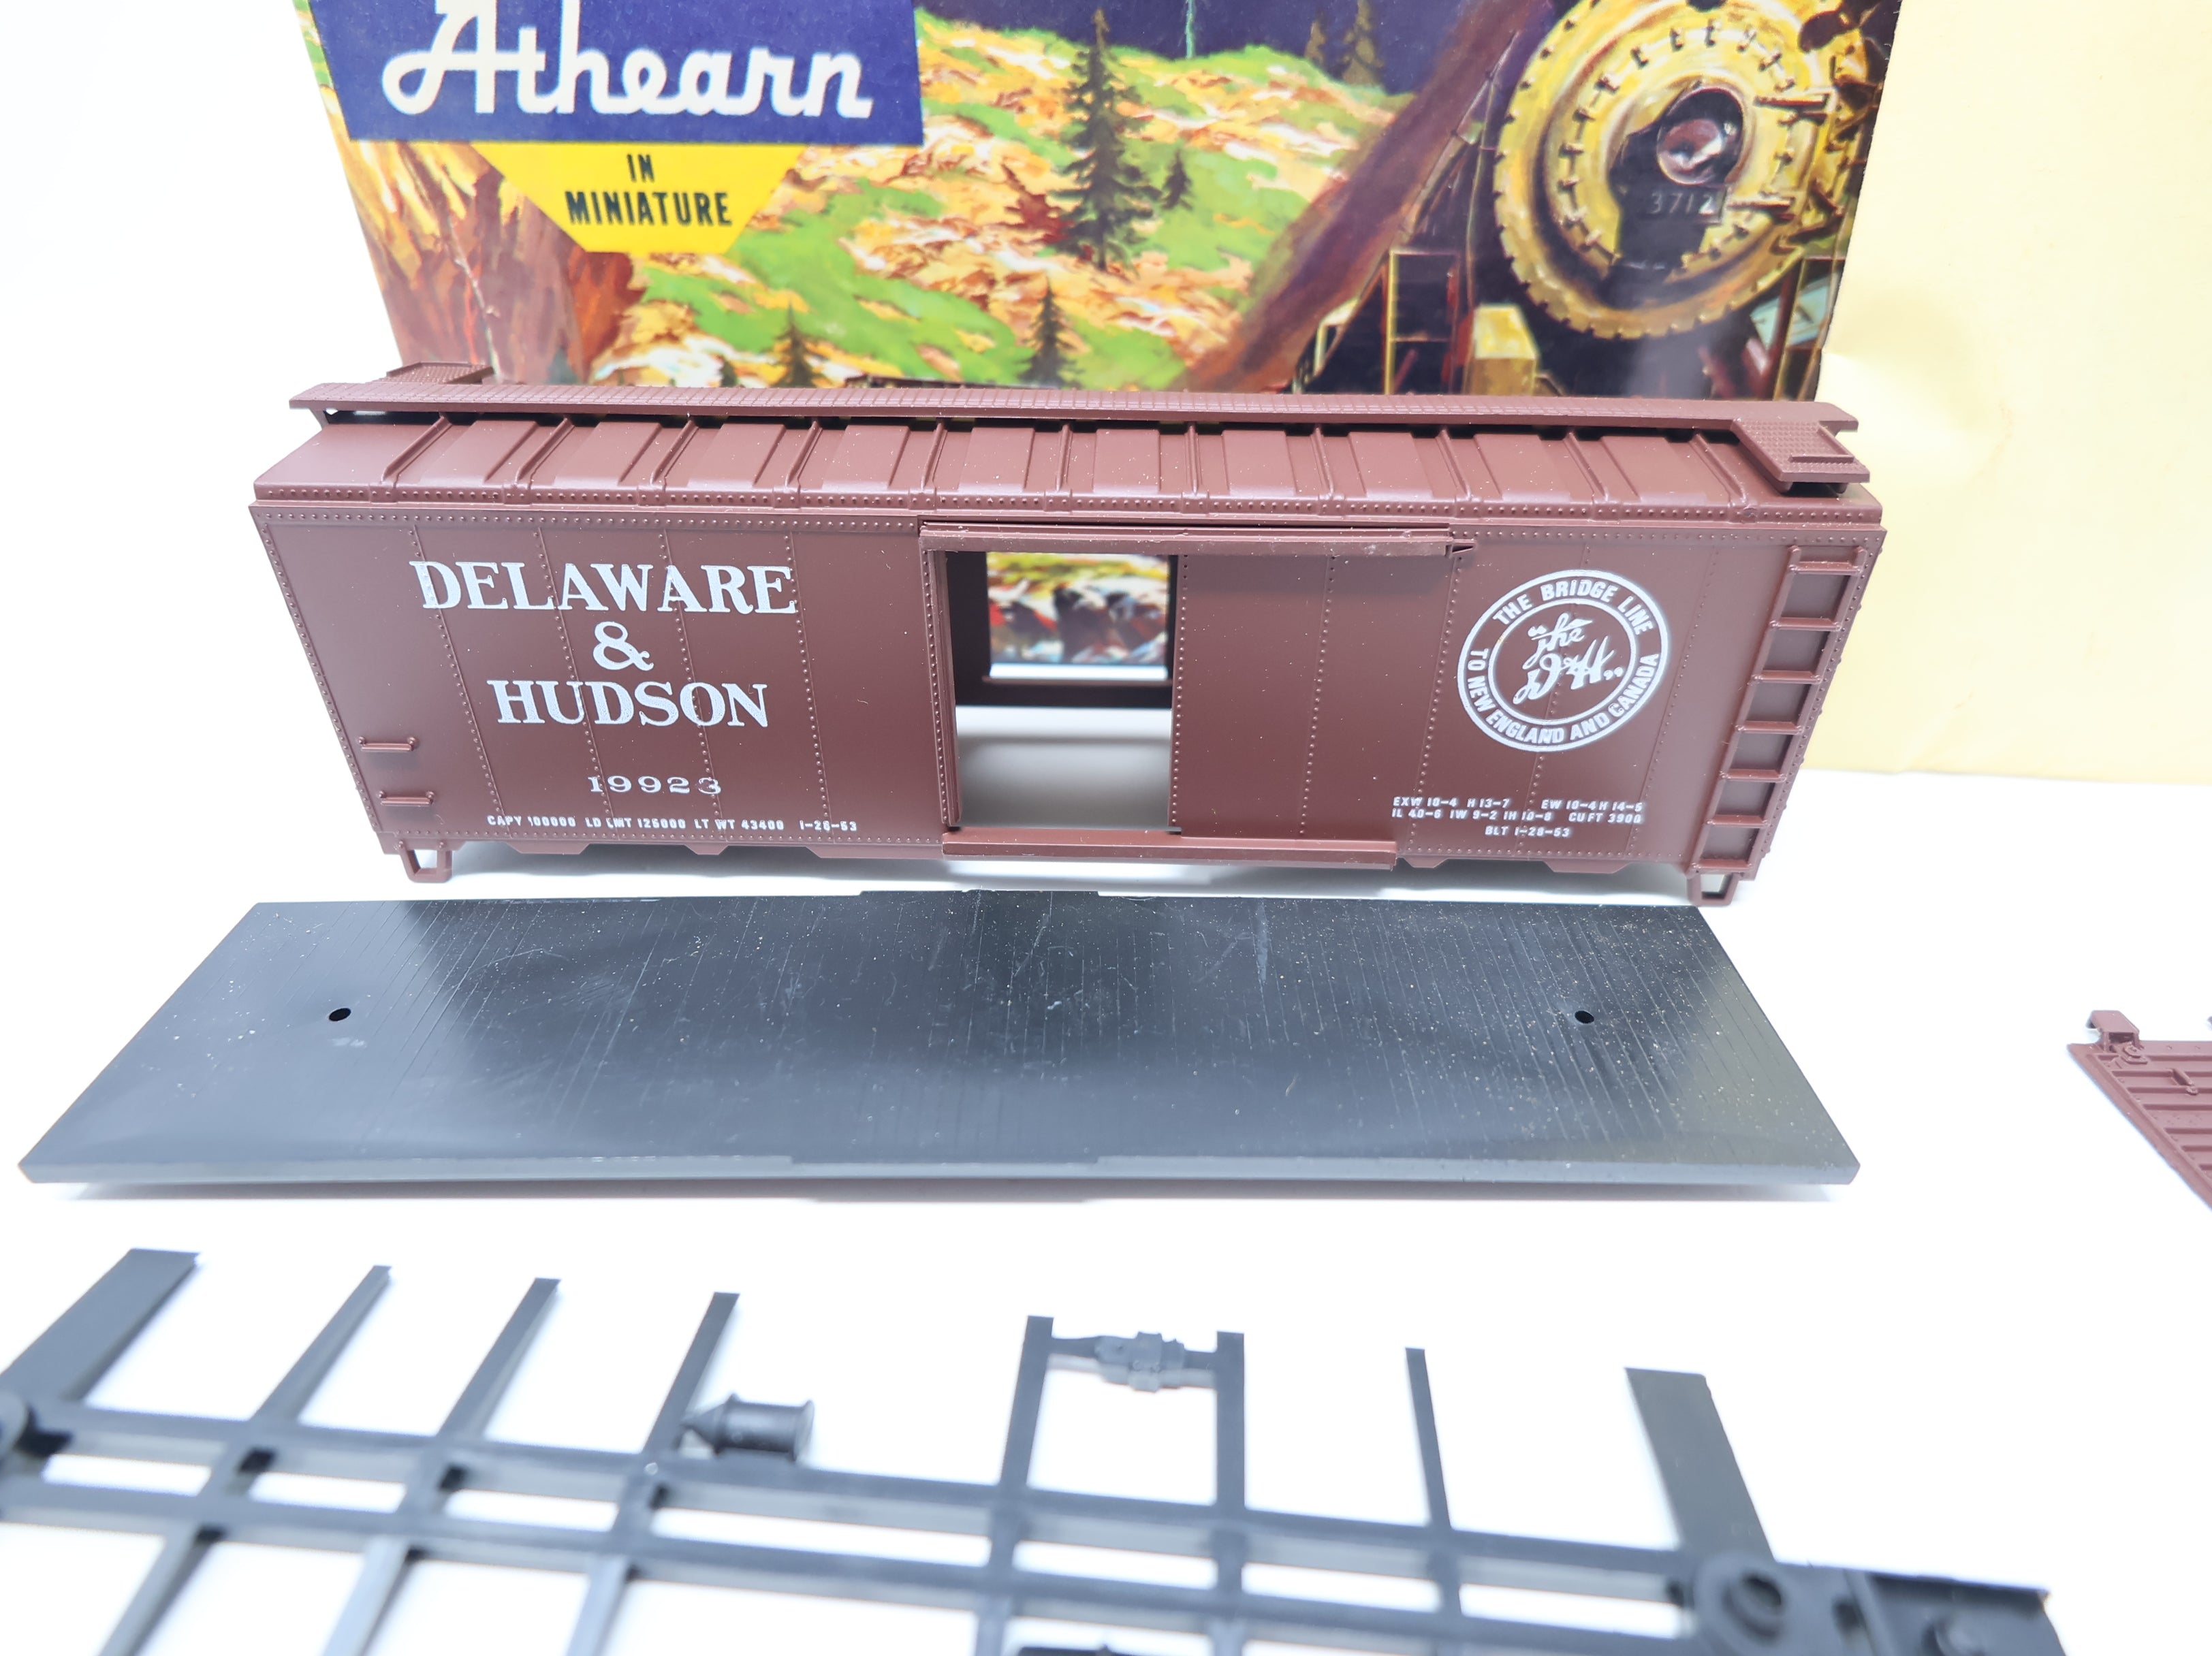 Athearn
IN
MINIATURE
3712
DELAWARE
&
HUDSON
19923
CAPY 100000 LD LMT 126000 LT WT 43400 1-28-53
THE BRIDGE LINE
TO NEW ENGLAND AND CANADA
"The
D&H"
EXW 10-4 H 13-7 EW 10-4 H 14-5
IL 40-6 IW 9-2 IH 10-6 CU FT 3900
BLT 1-28-53